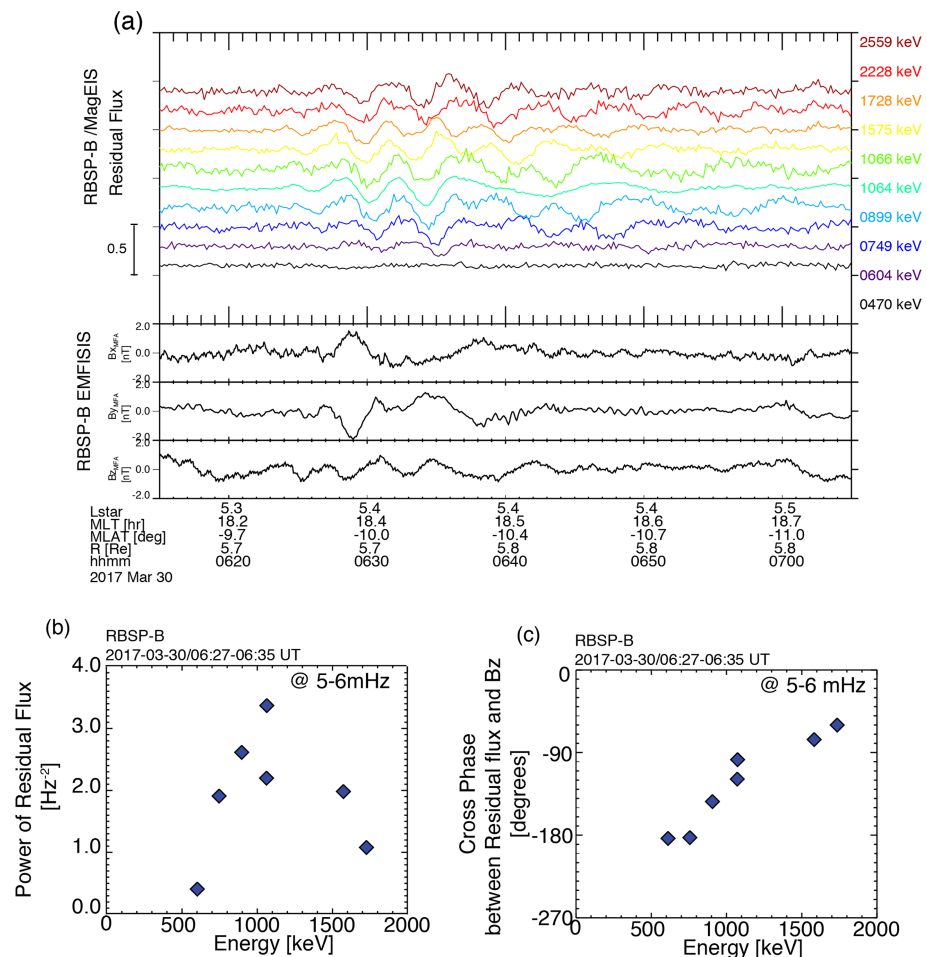 (a)
RBSP-B /MagEIS
Residual Flux
0.5
2559 keV
2228 keV
1728 keV
1575 keV
1066 keV
1064 keV
0899 keV
0749 keV
0604 keV
0470 keV
RBSP-B EMFISIS
BxMFA
[nT]
2.0
0.0
-2.0
ByMFA
[nT]
2.0
0.0
-2.0
BzMFA
[nT]
2.0
0.0
-2.0
Lstar 5.3 5.4 5.4 5.4 5.5
MLT [hr] 18.2 18.4 18.5 18.6 18.7
MLAT [deg] -9.7 -10.0 -10.4 -10.7 -11.0
R [Re] 5.7 5.7 5.8 5.8 5.8
hhmm 0620 0630 0640 0650 0700
2017 Mar 30
(b)
RBSP-B
2017-03-30/06:27-06:35 UT
@ 5-6mHz
Power of Residual Flux
[Hz-2]
4.0
3.0
2.0
1.0
0.0
0 500 1000 1500 2000
Energy [keV]
(c)
RBSP-B
2017-03-30/06:27-06:35 UT
@ 5-6 mHz
Cross Phase
between Residual flux and Bz
[degrees]
0
-90
-180
-270
0 500 1000 1500 2000
Energy [keV]